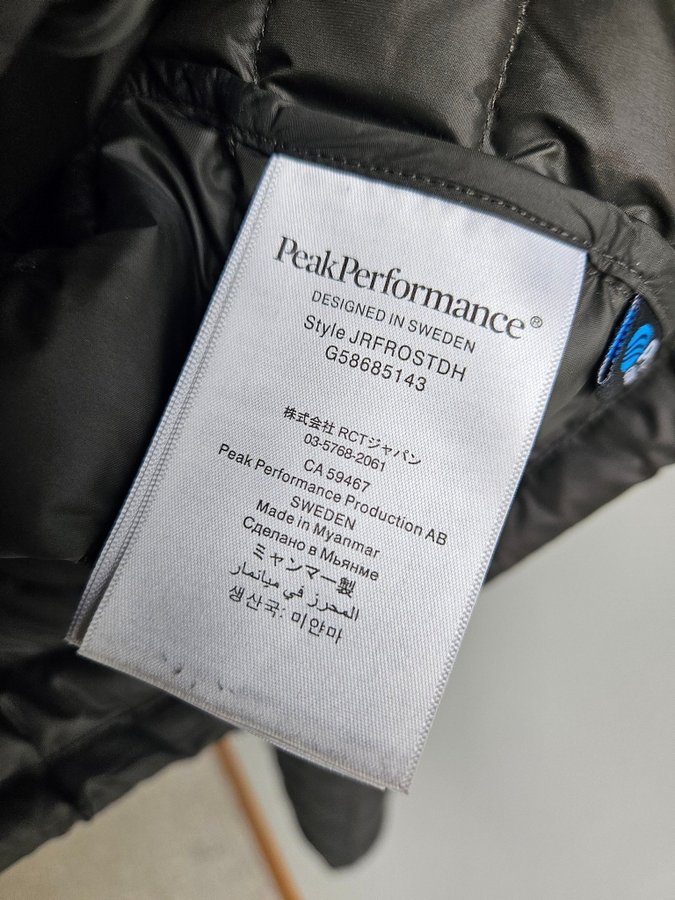 PeakPerformance®
DESIGNED IN SWEDEN
Style JRFROSTDH
G58685143
株式会社 RCTジャパン
03-5768-2061
CA 59467
Peak Performance Production AB
SWEDEN
Made in Myanmar
Сделано в Мьянме
ミャンマー製
المحرز في ميانمار
생산국: 미얀마